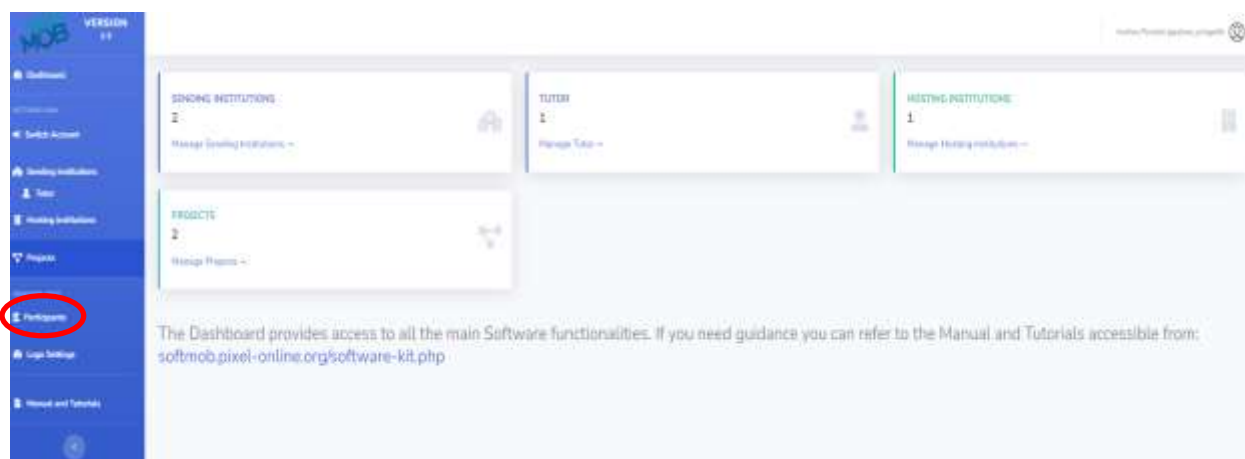 MOB
VERSION
Dashboard
Switch Account
Sending Institutions
Tutor
Hosting Institutions
Projects
Participants
Logo Settings
Manual and Tutorials
SENDING INSTITUTIONS
2
Manage Sending Institutions
TUTOR
1
Manage Tutor
HOSTING INSTITUTIONS
1
Manage Hosting Institutions
PROJECTS
2
Manage Projects
The Dashboard provides access to all the main Software functionalities. If you need guidance you can refer to the Manual and Tutorials accessible from:
softmob.pixel-online.org/software-kit.php